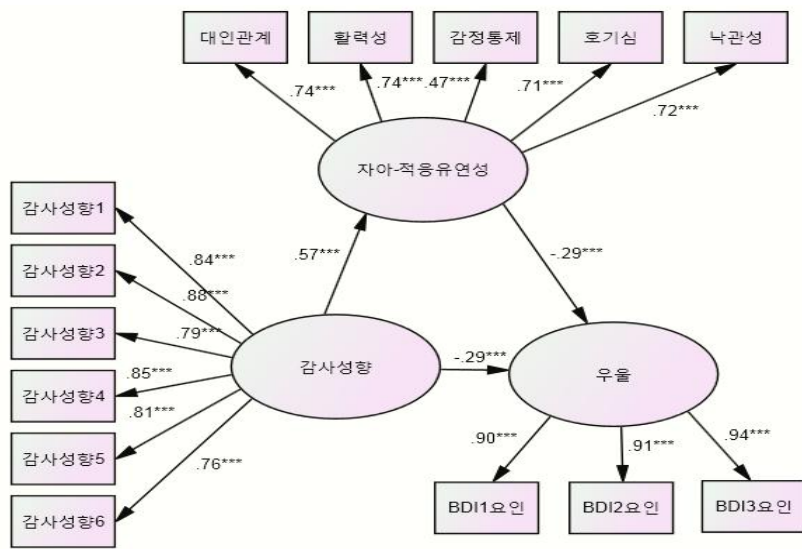 대인관계
활력성
감정통제
호기심
낙관성
.74***
.74***
.47***
.71***
.72***
자아-적응유연성
감사성향1
감사성향2
감사성향3
감사성향4
감사성향5
감사성향6
.84***
.88***
.79***
.85***
.81***
.76***
.57***
-.29***
감사성향
-.29***
우울
.90***
.91***
.94***
BDI1요인
BDI2요인
BDI3요인